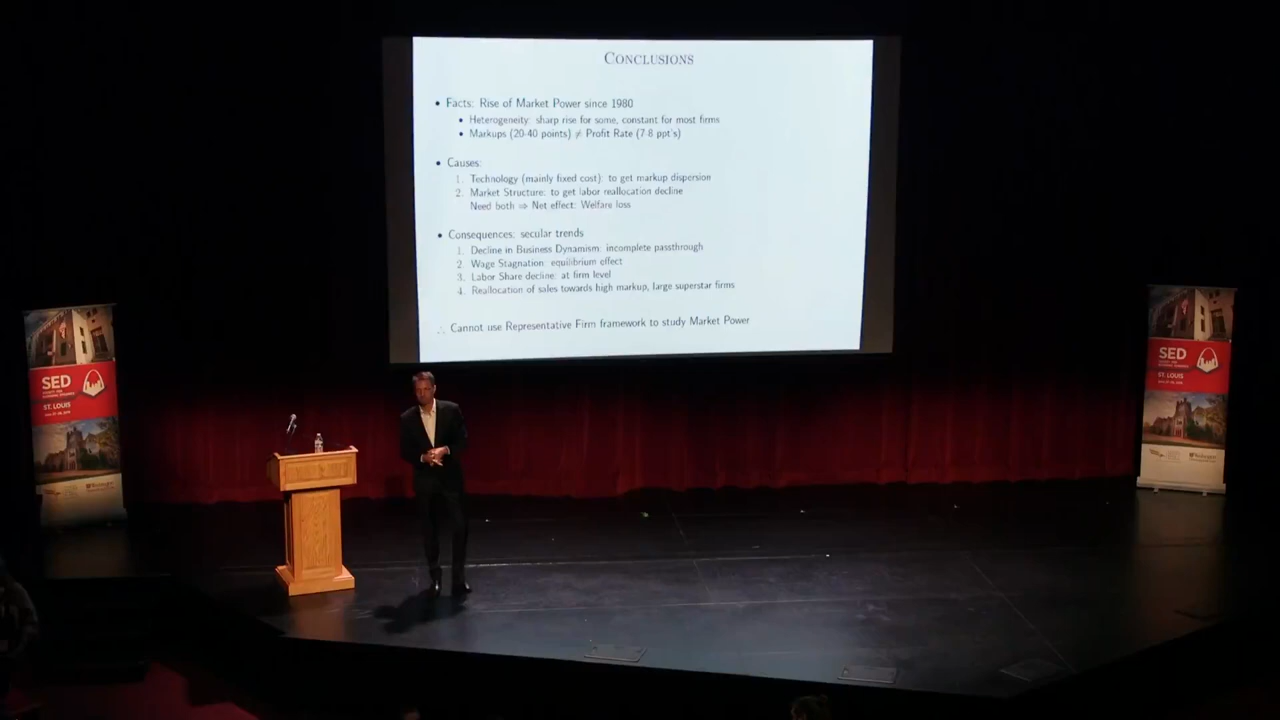 CONCLUSIONS
• Facts: Rise of Market Power since 1980
• Heterogeneity: sharp rise for some, constant for most firms
• Markups (20-40 points) ≠ Profit Rate (7-8 ppt's)
• Causes:
1. Technology (mainly fixed cost): to get markup dispersion
2. Market Structure: to get labor reallocation decline
Need both ⇒ Net effect: Welfare loss
• Consequences: secular trends
1. Decline in Business Dynamism: incomplete passthrough
2. Wage Stagnation: equilibrium effect
3. Labor Share decline: at firm level
4. Reallocation of sales towards high markup, large superstar firms
∴ Cannot use Representative Firm framework to study Market Power
SED
ST. LOUIS
SED
ST. LOUIS